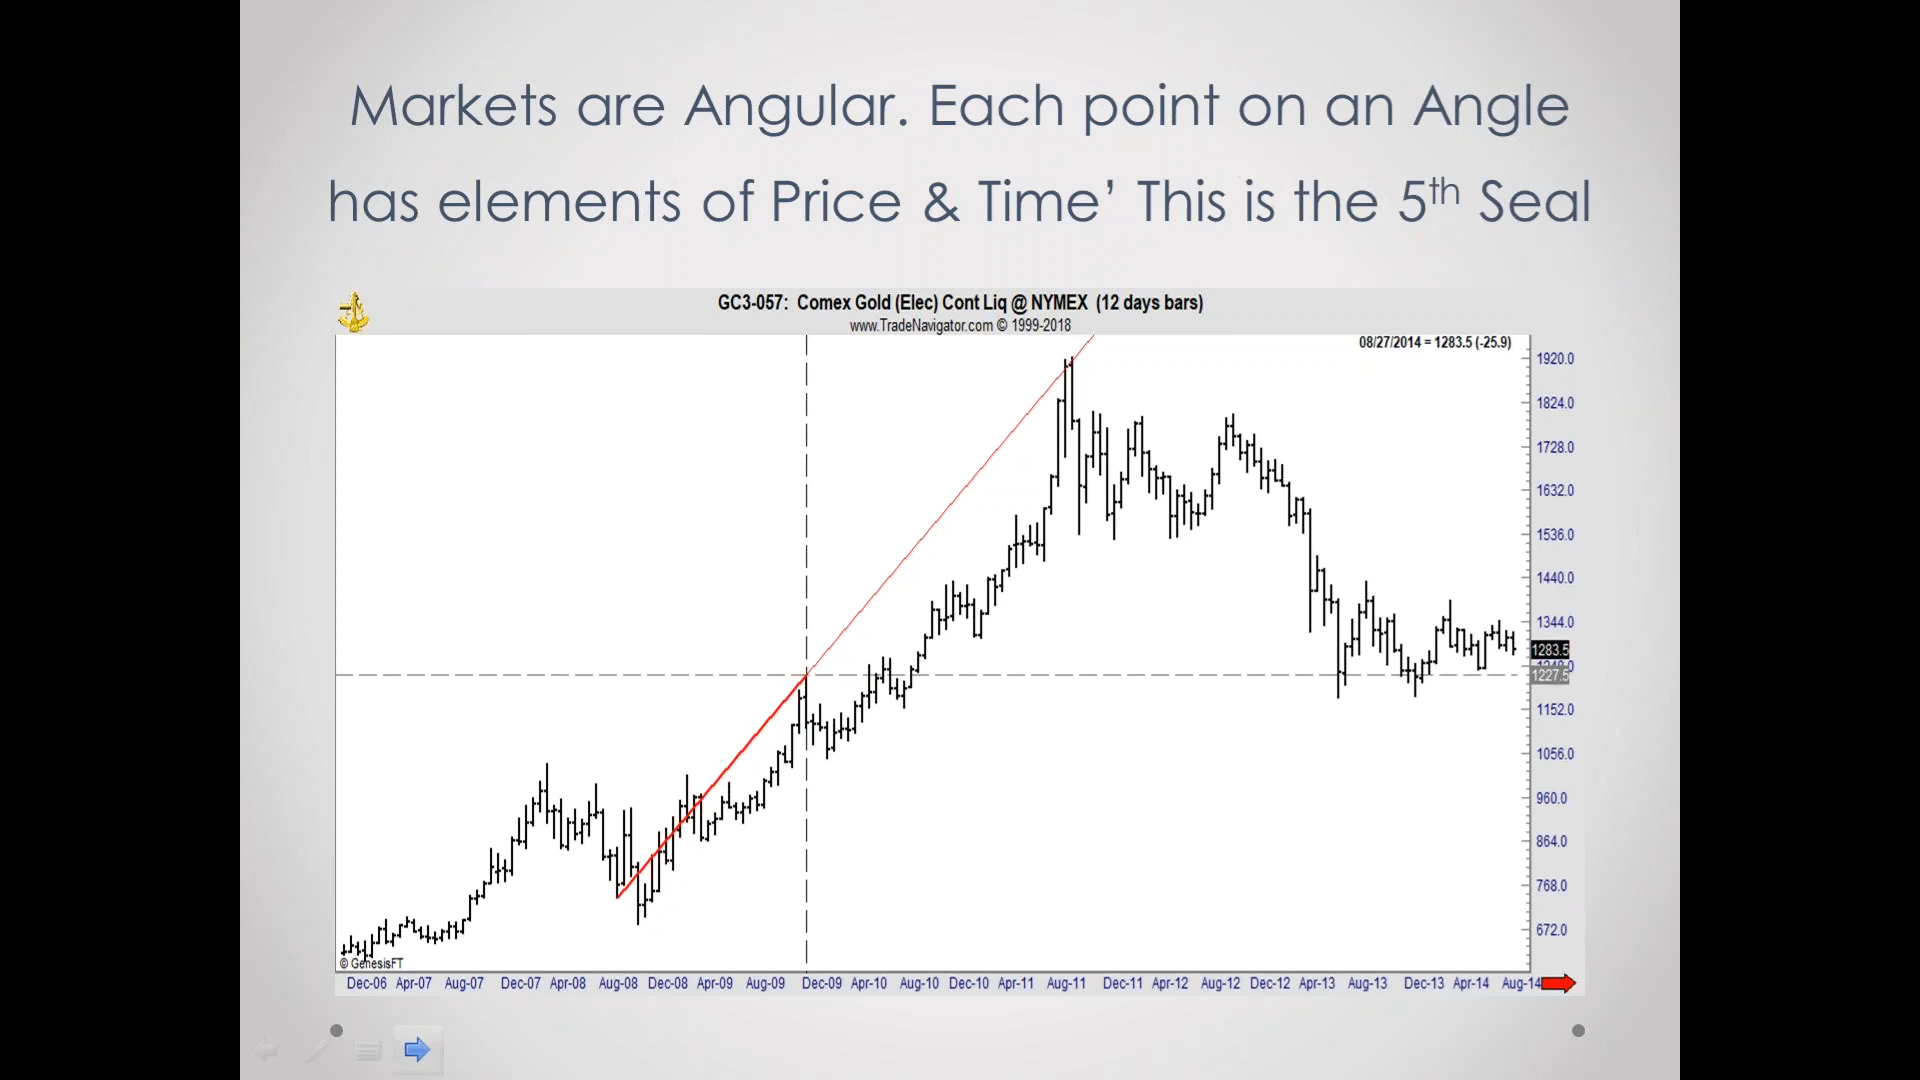 Markets are Angular. Each point on an Angle
has elements of Price & Time’ This is the 5th Seal
GC3-057: Comex Gold (Elec) Cont Liq @ NYMEX (12 days bars)
www.TradeNavigator.com © 1999-2018
08/27/2014 = 1283.5 (-25.9)
1920.0
1824.0
1728.0
1632.0
1536.0
1440.0
1344.0
1283.5
1248.0
1227.5
1152.0
1056.0
960.0
864.0
768.0
672.0
© GenesisFT
Dec-06 Apr-07 Aug-07 Dec-07 Apr-08 Aug-08 Dec-08 Apr-09 Aug-09 Dec-09 Apr-10 Aug-10 Dec-10 Apr-11 Aug-11 Dec-11 Apr-12 Aug-12 Dec-12 Apr-13 Aug-13 Dec-13 Apr-14 Aug-14